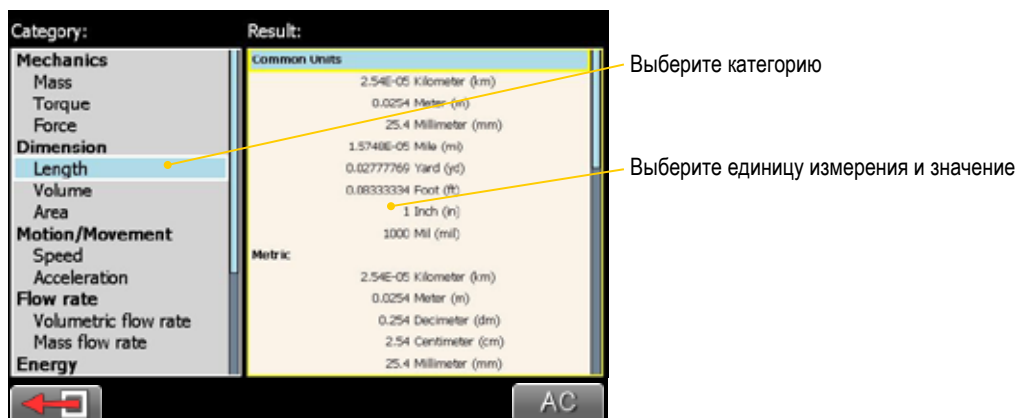 Category:
Mechanics
Mass
Torque
Force
Dimension
Length
Volume
Area
Motion/Movement
Speed
Acceleration
Flow rate
Volumetric flow rate
Mass flow rate
Energy
Result:
Common Units
2.54E-05 Kilometer (km)
0.0254 Meter (m)
25.4 Millimeter (mm)
1.5748E-05 Mile (mi)
0.02777769 Yard (yd)
0.08333334 Foot (ft)
1 Inch (in)
1000 Mil (mil)
Metric
2.54E-05 Kilometer (km)
0.0254 Meter (m)
0.254 Decimeter (dm)
2.54 Centimeter (cm)
25.4 Millimeter (mm)
AC
Выберите категорию
Выберите единицу измерения и значение